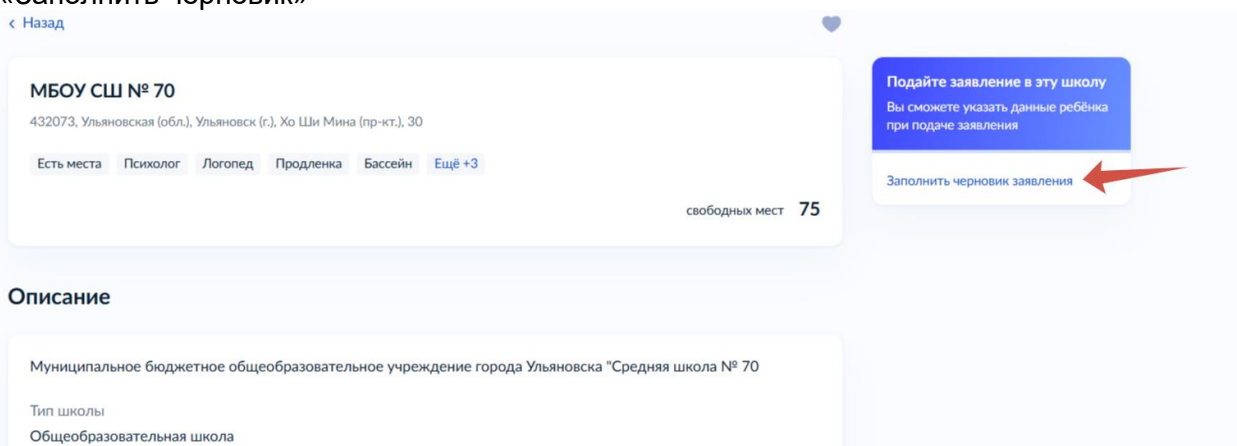 «Заполнить черновик»
‹ Назад
МБОУ СШ № 70
432073, Ульяновская (обл.), Ульяновск (г.), Хо Ши Мина (пр-кт.), 30
Есть места Психолог Логопед Продленка Бассейн Ещё +3
свободных мест 75
Подайте заявление в эту школу
Вы сможете указать данные ребёнка
при подаче заявления
Заполнить черновик заявления
Описание
Муниципальное бюджетное общеобразовательное учреждение города Ульяновска "Средняя школа № 70
Тип школы
Общеобразовательная школа